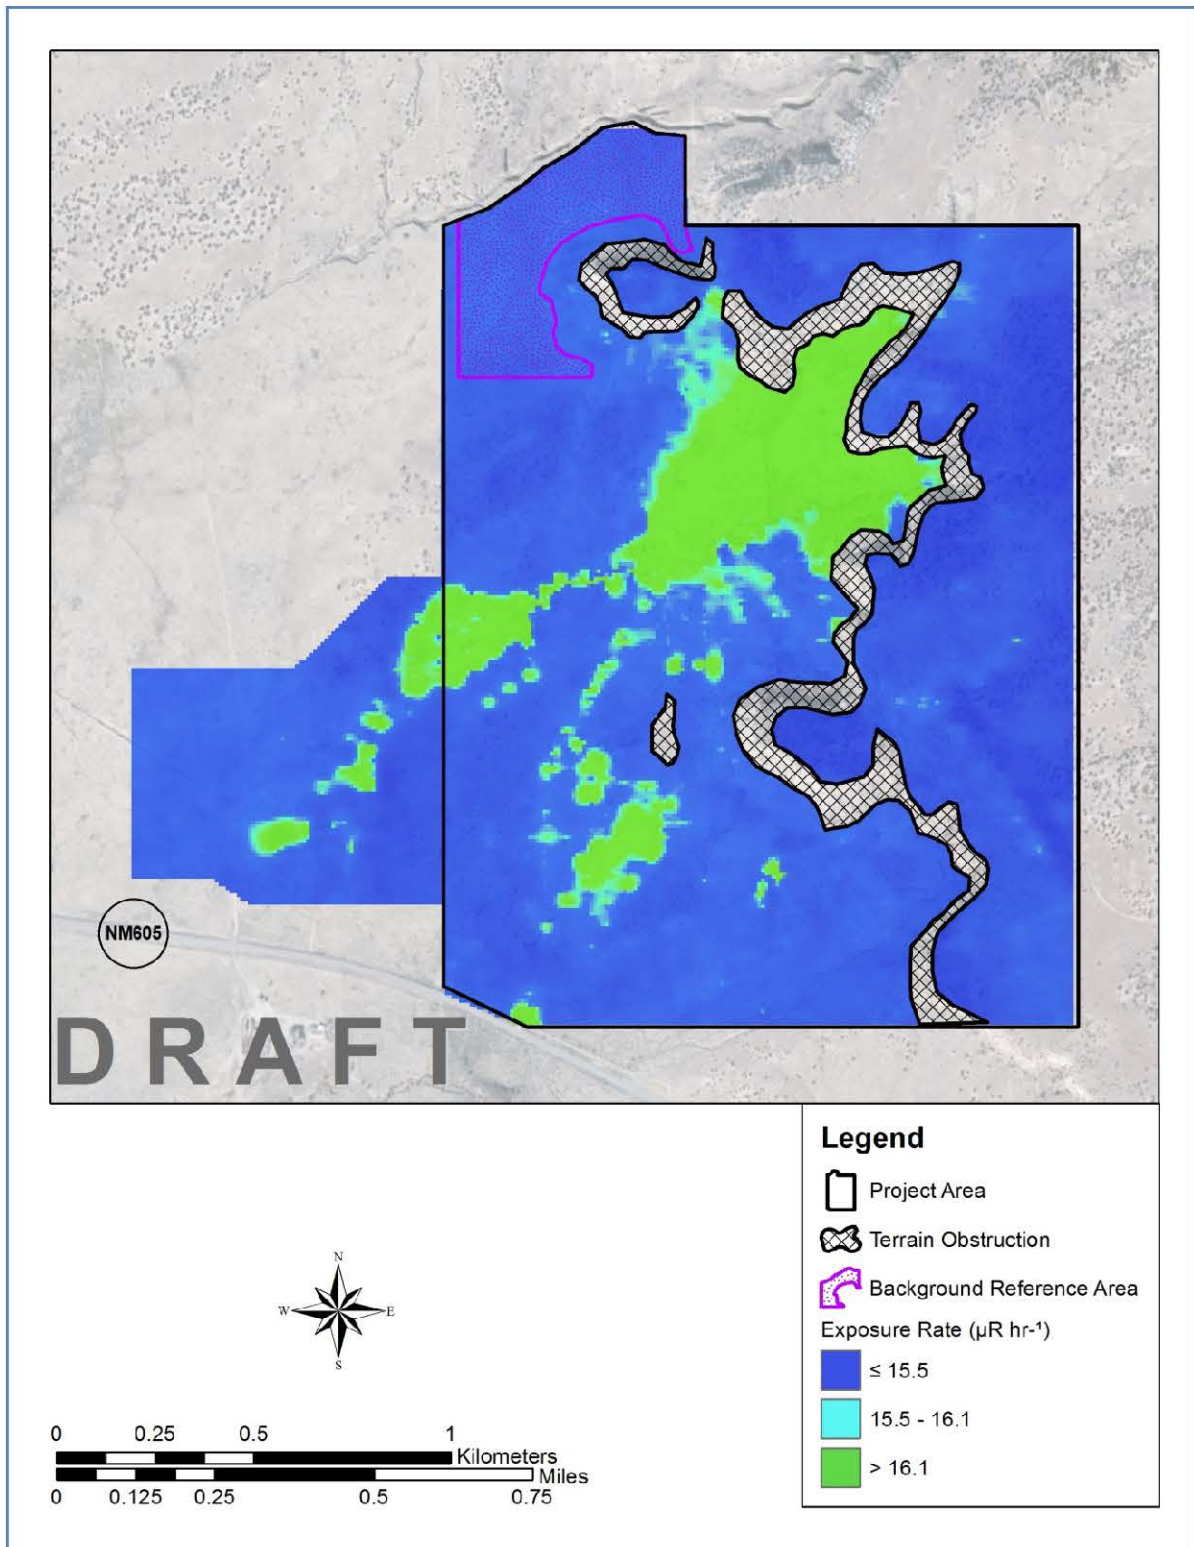 NM605
DRAFT
Legend
Project Area
Terrain Obstruction
Background Reference Area
Exposure Rate (µR hr-¹)
≤ 15.5
15.5 - 16.1
> 16.1
N
W E
S
0 0.25 0.5 1
Kilometers
Miles
0 0.125 0.25 0.5 0.75